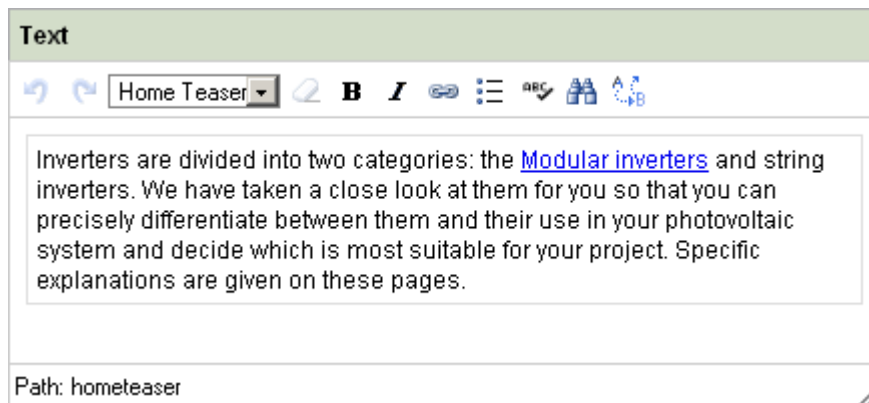 Text
Home Teaser B I ABC A B
Inverters are divided into two categories: the Modular inverters and string
inverters. We have taken a close look at them for you so that you can
precisely differentiate between them and their use in your photovoltaic
system and decide which is most suitable for your project. Specific
explanations are given on these pages.
Path: hometeaser